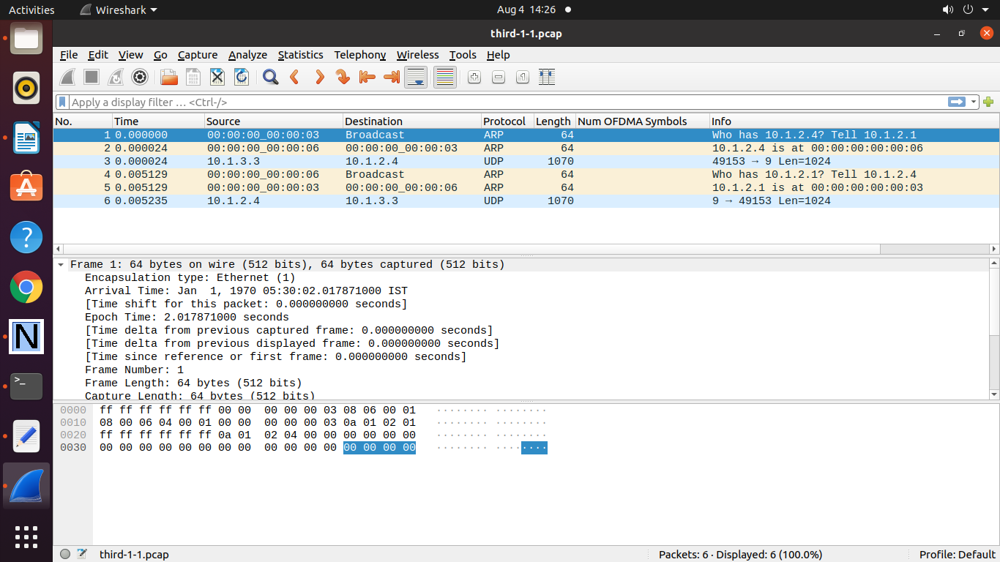 Activities Wireshark Aug 4 14:26
third-1-1.pcap
File Edit View Go Capture Analyze Statistics Telephony Wireless Tools Help
Apply a display filter … <Ctrl-/>
No. Time Source Destination Protocol Length Num OFDMA Symbols Info
1 0.000000 00:00:00_00:00:03 Broadcast ARP 64 Who has 10.1.2.4? Tell 10.1.2.1
2 0.000024 00:00:00_00:00:06 00:00:00_00:00:03 ARP 64 10.1.2.4 is at 00:00:00:00:00:06
3 0.000024 10.1.3.3 10.1.2.4 UDP 1070 49153 → 9 Len=1024
4 0.005129 00:00:00_00:00:06 Broadcast ARP 64 Who has 10.1.2.1? Tell 10.1.2.4
5 0.005129 00:00:00_00:00:03 00:00:00_00:00:06 ARP 64 10.1.2.1 is at 00:00:00:00:00:03
6 0.005235 10.1.2.4 10.1.3.3 UDP 1070 9 → 49153 Len=1024
Frame 1: 64 bytes on wire (512 bits), 64 bytes captured (512 bits)
Encapsulation type: Ethernet (1)
Arrival Time: Jan  1, 1970 05:30:02.017871000 IST
[Time shift for this packet: 0.000000000 seconds]
Epoch Time: 2.017871000 seconds
[Time delta from previous captured frame: 0.000000000 seconds]
[Time delta from previous displayed frame: 0.000000000 seconds]
[Time since reference or first frame: 0.000000000 seconds]
Frame Number: 1
Frame Length: 64 bytes (512 bits)
Capture Length: 64 bytes (512 bits)
0000 ff ff ff ff ff ff 00 00 00 00 00 03 08 06 00 01 ········ ········
0010 08 00 06 04 00 01 00 00 00 00 00 03 0a 01 02 01 ········ ········
0020 ff ff ff ff ff ff 0a 01 02 04 00 00 00 00 00 00 ········ ········
0030 00 00 00 00 00 00 00 00 00 00 00 00 00 00 00 00 ········ ········
third-1-1.pcap Packets: 6 · Displayed: 6 (100.0%) Profile: Default